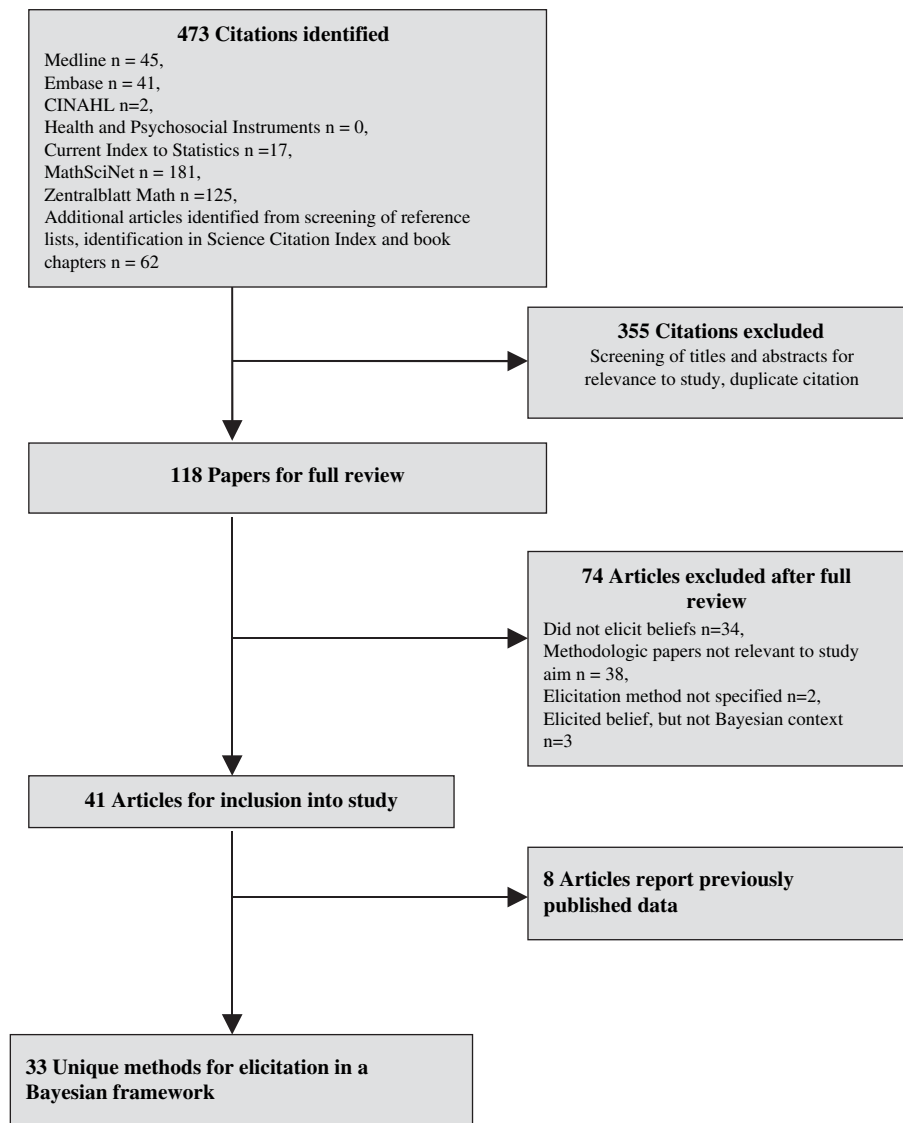 473 Citations identified
Medline n = 45,
Embase n = 41,
CINAHL n=2,
Health and Psychosocial Instruments n = 0,
Current Index to Statistics n =17,
MathSciNet n = 181,
Zentralblatt Math n =125,
Additional articles identified from screening of reference
lists, identification in Science Citation Index and book
chapters n = 62
355 Citations excluded
Screening of titles and abstracts for
relevance to study, duplicate citation
118 Papers for full review
74 Articles excluded after full
review
Did not elicit beliefs n=34,
Methodologic papers not relevant to study
aim n = 38,
Elicitation method not specified n=2,
Elicited belief, but not Bayesian context
n=3
41 Articles for inclusion into study
8 Articles report previously
published data
33 Unique methods for elicitation in a
Bayesian framework